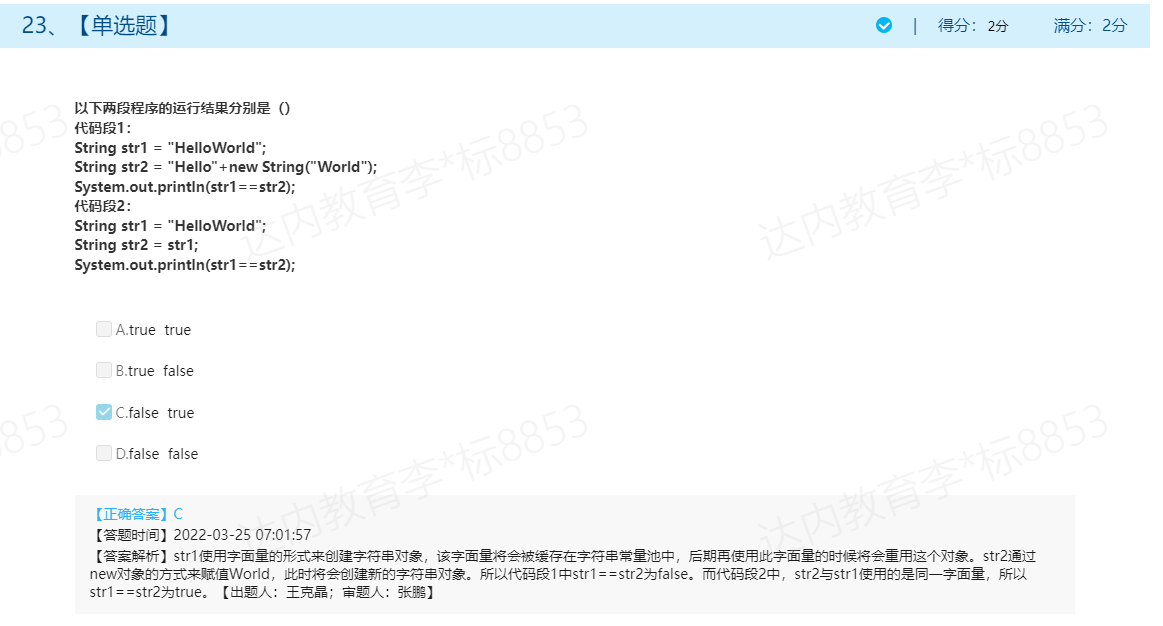 23、【单选题】 | 得分：2分 满分：2分
以下两段程序的运行结果分别是（）
代码段1：
String str1 = "HelloWorld";
String str2 = "Hello"+new String("World");
System.out.println(str1==str2);
代码段2：
String str1 = "HelloWorld";
String str2 = str1;
System.out.println(str1==str2);
A.true true
B.true false
C.false true
D.false false
【正确答案】C
【答题时间】2022-03-25 07:01:57
【答案解析】str1使用字面量的形式来创建字符串对象，该字面量将会被缓存在字符串常量池中，后期再使用此字面量的时候将会重用这个对象。str2通过
new对象的方式来赋值World，此时将会创建新的字符串对象。所以代码段1中str1==str2为false。而代码段2中，str2与str1使用的是同一字面量，所以
str1==str2为true。【出题人：王克晶；审题人：张鹏】
达内教育李*标8853
达内教育李*标8853
达内教育李*标8853
达内教育李*标8853
8853
8853